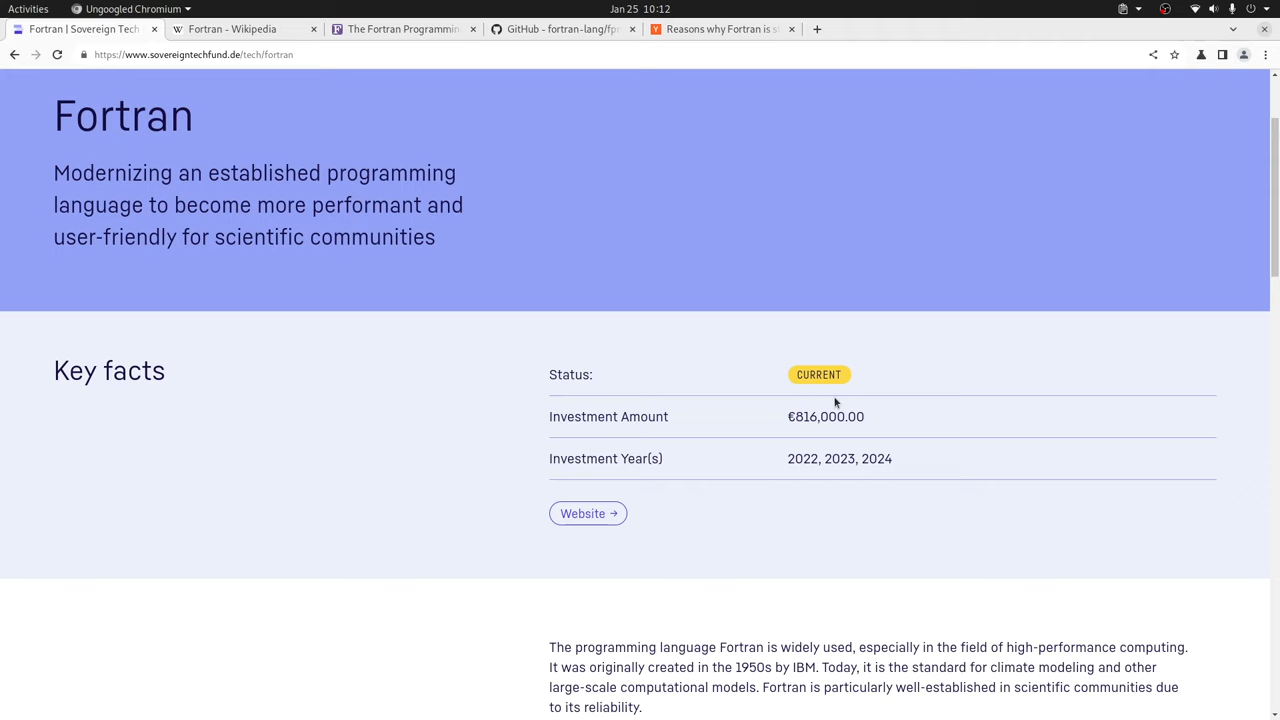 Activities
Ungoogled Chromium
Jan 25 10:12
Fortran | Sovereign Tech
Fortran - Wikipedia
The Fortran Programmin
GitHub - fortran-lang/fpm
Reasons why Fortran is s
https://www.sovereigntechfund.de/tech/fortran
Fortran
Modernizing an established programming
language to become more performant and
user-friendly for scientific communities
Key facts
Status:
CURRENT
Investment Amount
€816,000.00
Investment Year(s)
2022, 2023, 2024
Website →
The programming language Fortran is widely used, especially in the field of high-performance computing.
It was originally created in the 1950s by IBM. Today, it is the standard for climate modeling and other
large-scale computational models. Fortran is particularly well-established in scientific communities due
to its reliability.